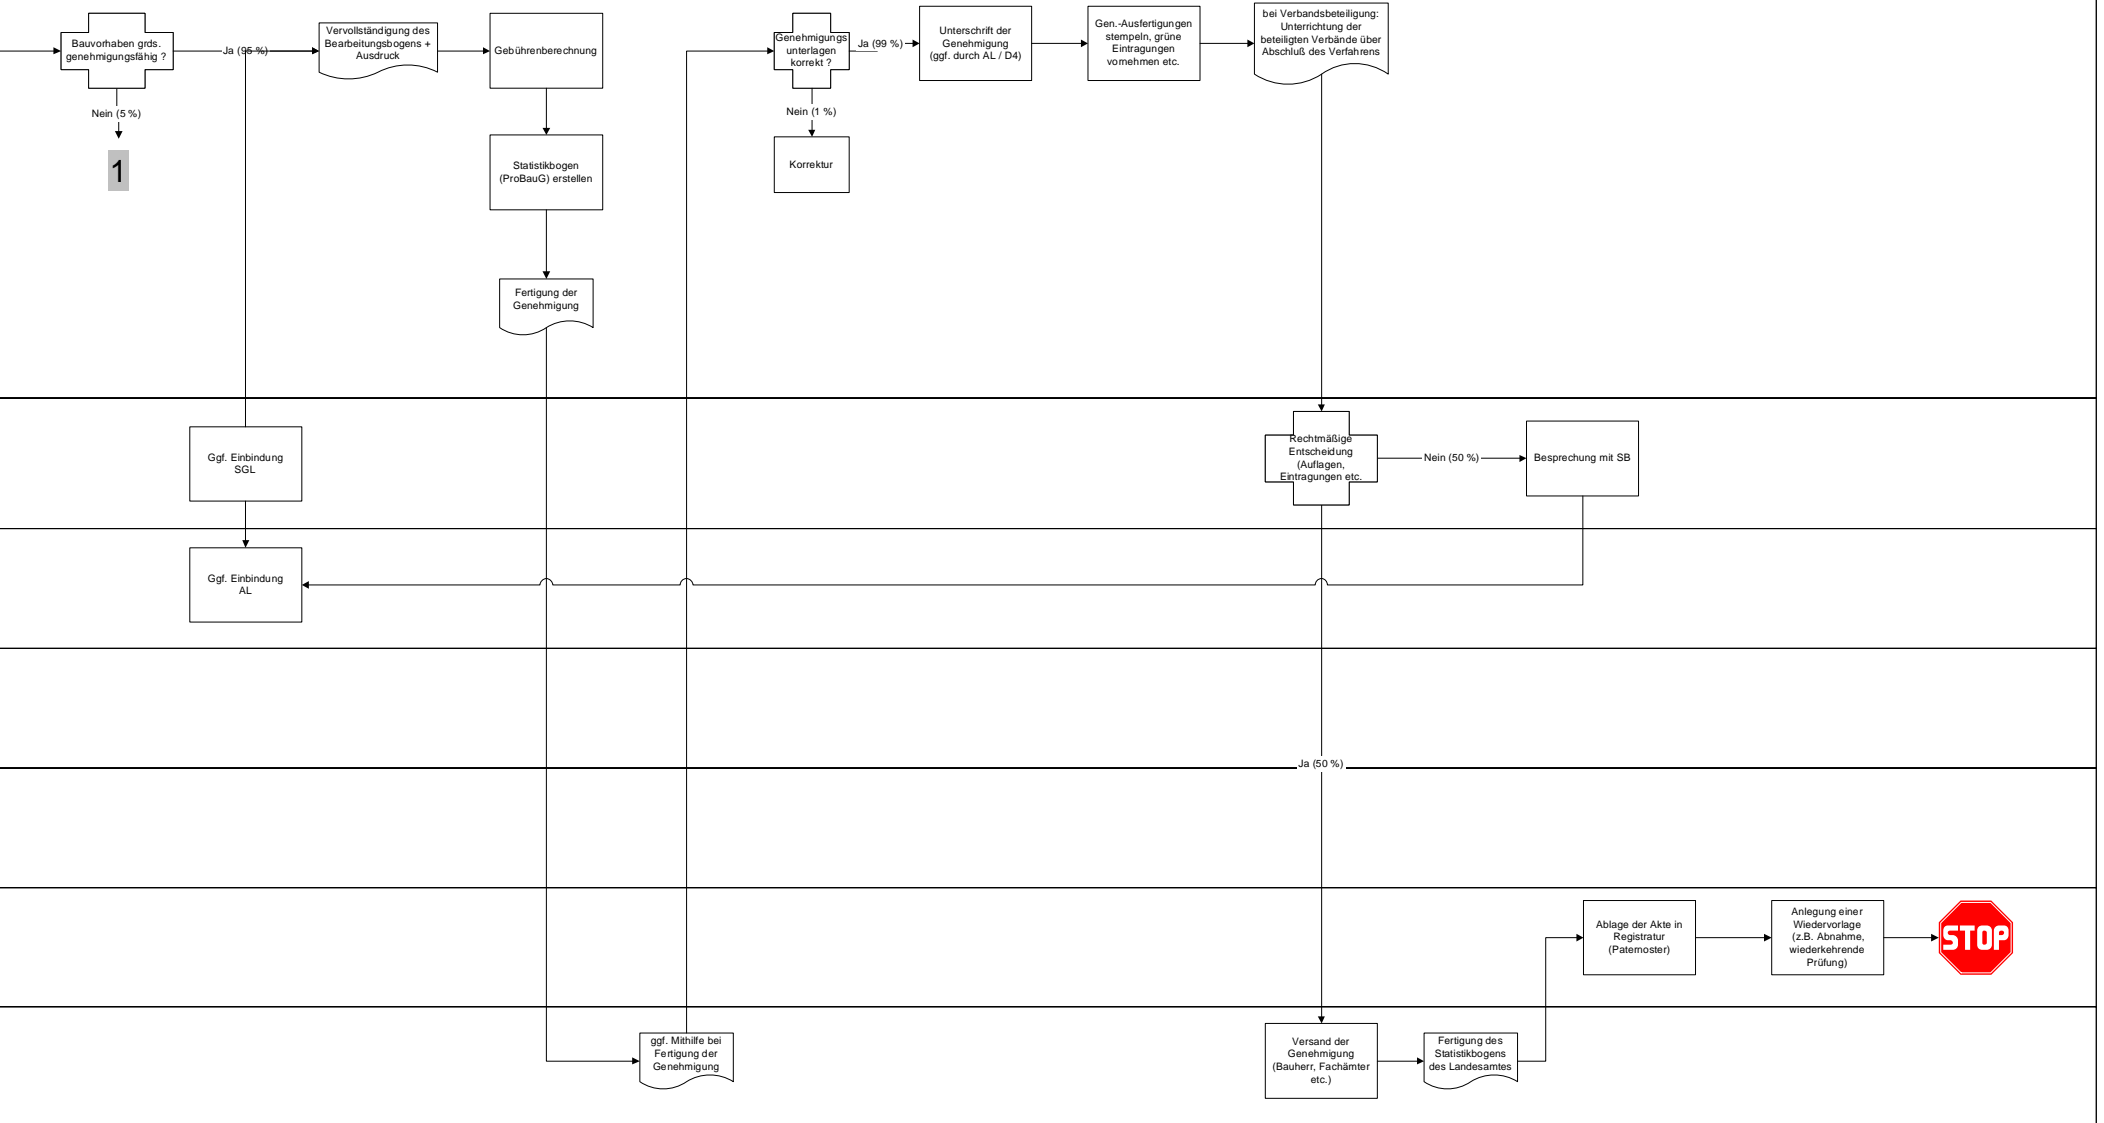 Bauvorhaben grds.
genehmigungsfähig ?
Ja (95 %)
Nein (5 %)
1
Vervollständigung des
Bearbeitungsbogens +
Ausdruck
Gebührenberechnung
Statistikbogen
(ProBauG) erstellen
Fertigung der
Genehmigung
Genehmigungs
unterlagen
korrekt ?
Ja (99 %)
Nein (1 %)
Korrektur
Unterschrift der
Genehmigung
(ggf. durch AL / D4)
Gen.-Ausfertigungen
stempeln, grüne
Eintragungen
vornehmen etc.
bei Verbandsbeteiligung:
Unterrichtung der
beteiligten Verbände über
Abschluß des Verfahrens
Ggf. Einbindung
SGL
Rechtmäßige
Entscheidung
(Auflagen,
Eintragungen etc.
Nein (50 %)
Besprechung mit SB
Ggf. Einbindung
AL
Ja (50 %)
Ablage der Akte in
Registratur
(Paternoster)
Anlegung einer
Wiedervorlage
(z.B. Abnahme,
wiederkehrende
Prüfung)
STOP
ggf. Mithilfe bei
Fertigung der
Genehmigung
Versand der
Genehmigung
(Bauherr, Fachämter
etc.)
Fertigung des
Statistikbogens
des Landesamtes